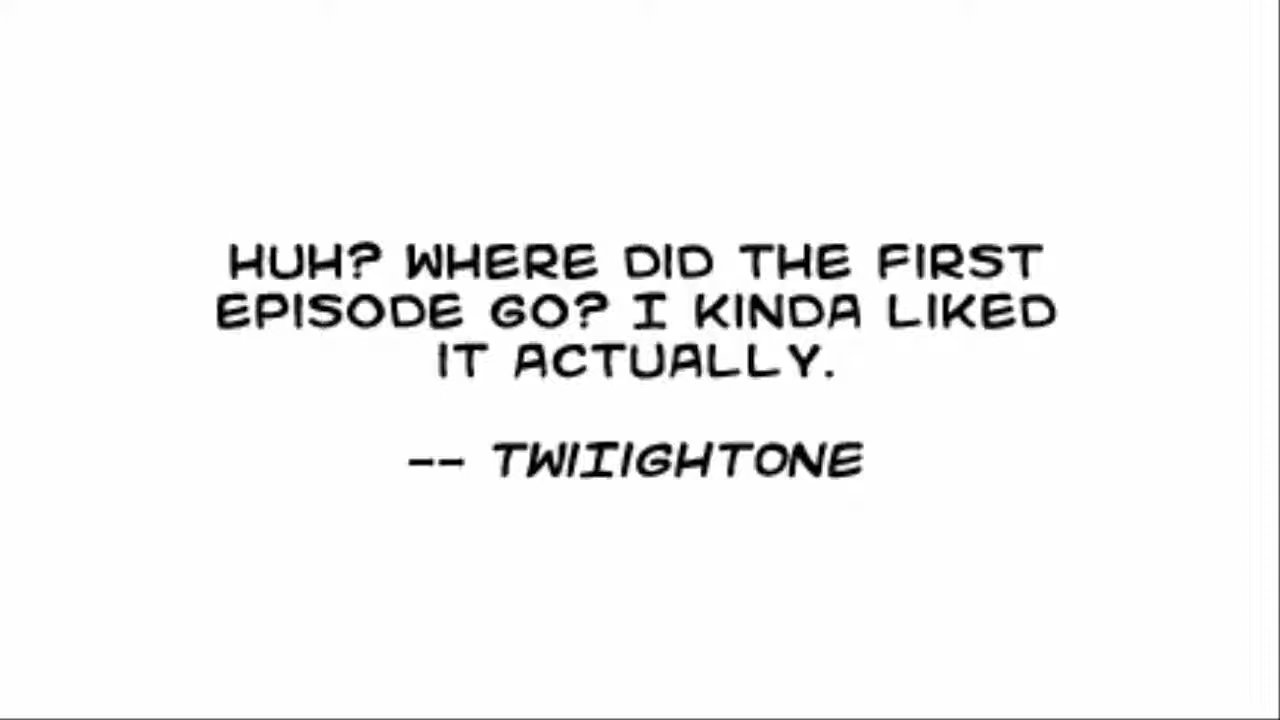 HUH? WHERE DID THE FIRST
EPISODE GO? I KINDA LIKED
IT ACTUALLY.
-- TWIIIGHTONE